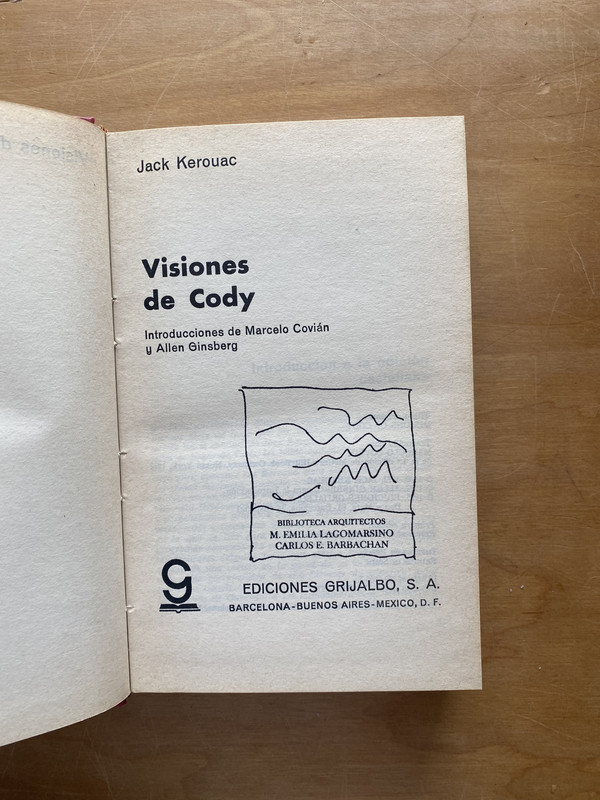 Jack Kerouac
Visiones
de Cody
Introducciones de Marcelo Covián
y Allen Ginsberg
BIBLIOTECA ARQUITECTOS
M. EMILIA LAGOMARSINO
CARLOS E. BARBACHAN
EDICIONES GRIJALBO, S. A.
BARCELONA-BUENOS AIRES-MEXICO, D. F.